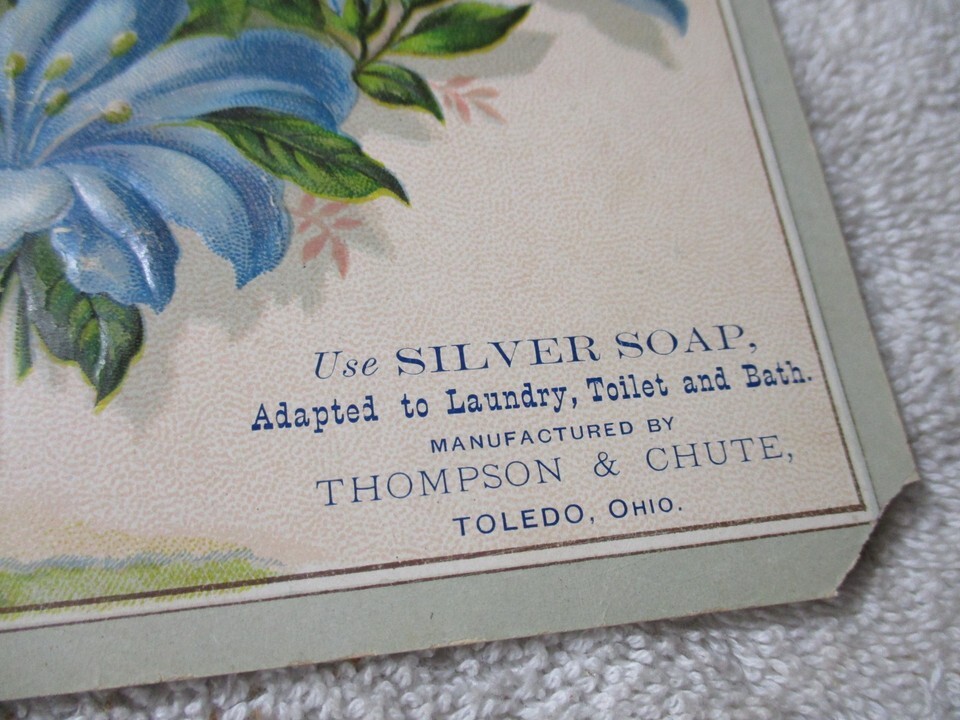 Use SILVER SOAP,
Adapted to Laundry, Toilet and Bath.
MANUFACTURED BY
THOMPSON & CHUTE,
TOLEDO, OHIO.